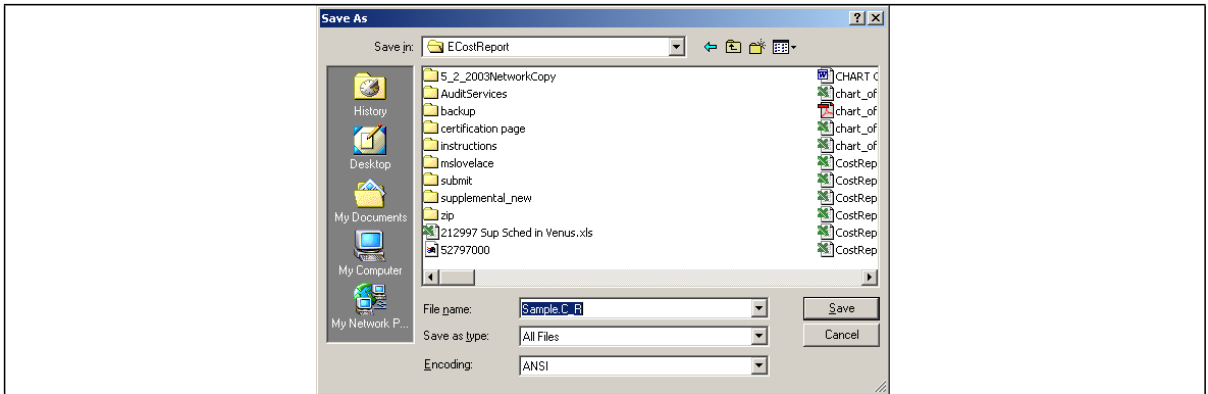 Save As
Save in: ECostReport
History
Desktop
My Documents
My Computer
My Network P...
5_2_2003NetworkCopy
AuditServices
backup
certification page
instructions
mslovelace
submit
supplemental_new
zip
212997 Sup Sched in Venus.xls
52797000
CHART C
chart_of
chart_of
chart_of
chart_of
CostRep
CostRep
CostRep
CostRep
CostRep
CostRep
File name: Sample.C_R
Save
Save as type: All Files
Cancel
Encoding: ANSI